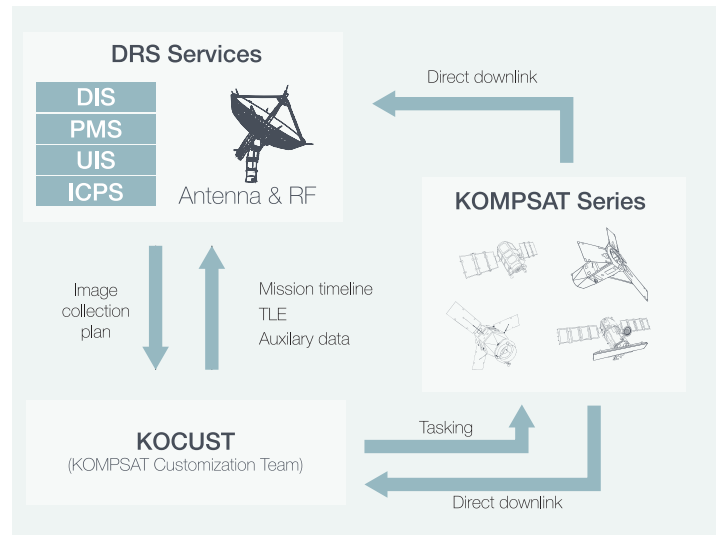 DRS Services
DIS
PMS
UIS
ICPS
Antenna & RF
Direct downlink
KOMPSAT Series
Image
collection
plan
Mission timeline
TLE
Auxilary data
KOCUST
(KOMPSAT Customization Team)
Tasking
Direct downlink